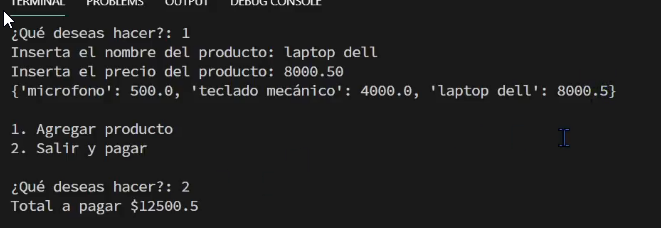 TERMINAL PROBLEMS OUTPUT DEBUG CONSOLE
¿Qué deseas hacer?: 1
Inserta el nombre del producto: laptop dell
Inserta el precio del producto: 8000.50
{'microfono': 500.0, 'teclado mecánico': 4000.0, 'laptop dell': 8000.5}
1. Agregar producto
2. Salir y pagar
¿Qué deseas hacer?: 2
Total a pagar $12500.5